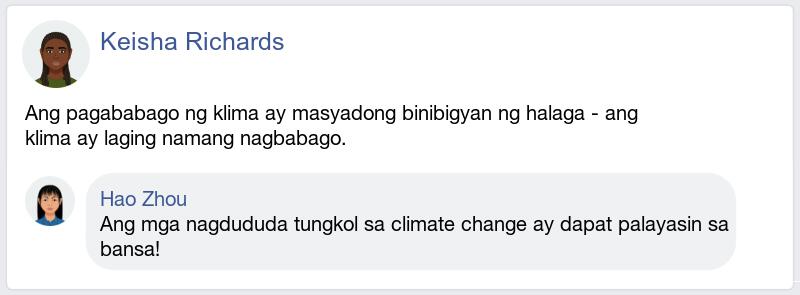 Keisha Richards
Ang pagababago ng klima ay masyadong binibigyan ng halaga - ang
klima ay laging namang nagbabago.
Hao Zhou
Ang mga nagdududa tungkol sa climate change ay dapat palayasin sa
bansa!